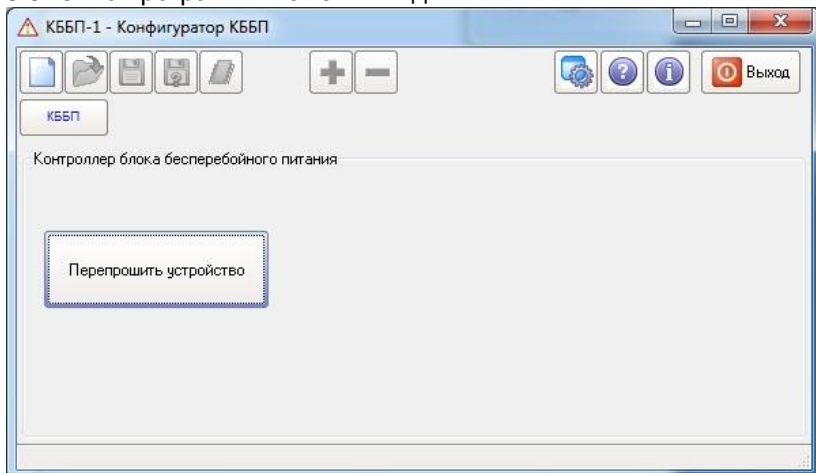 КББП-1 - Конфигуратор КББП
Выход
КББП
Контроллер блока бесперебойного питания
Перепрошить устройство